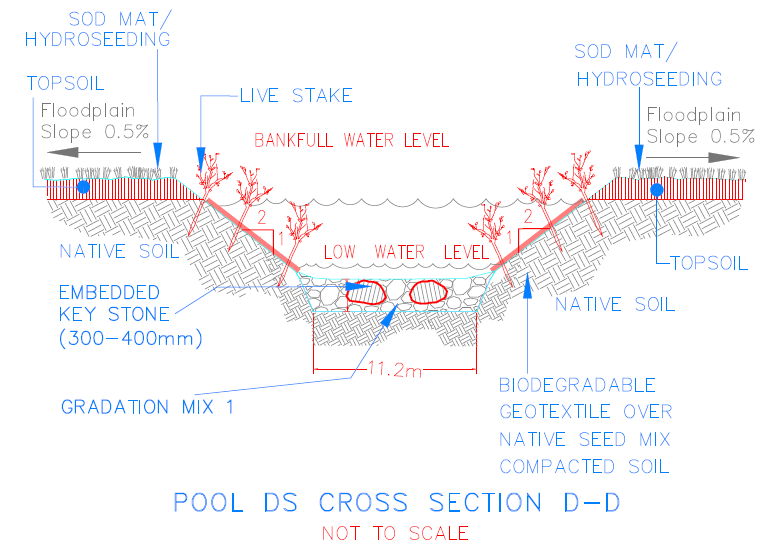 SOD MAT/
HYDROSEEDING
SOD MAT/
HYDROSEEDING
TOPSOIL
LIVE STAKE
Floodplain
Slope 0.5%
Floodplain
Slope 0.5%
BANKFULL WATER LEVEL
2
1
2
1
NATIVE SOIL
LOW WATER LEVEL
TOPSOIL
EMBEDDED
KEY STONE
(300-400mm)
NATIVE SOIL
11.2m
GRADATION MIX 1
BIODEGRADABLE
GEOTEXTILE OVER
NATIVE SEED MIX
COMPACTED SOIL
POOL DS CROSS SECTION D-D
NOT TO SCALE